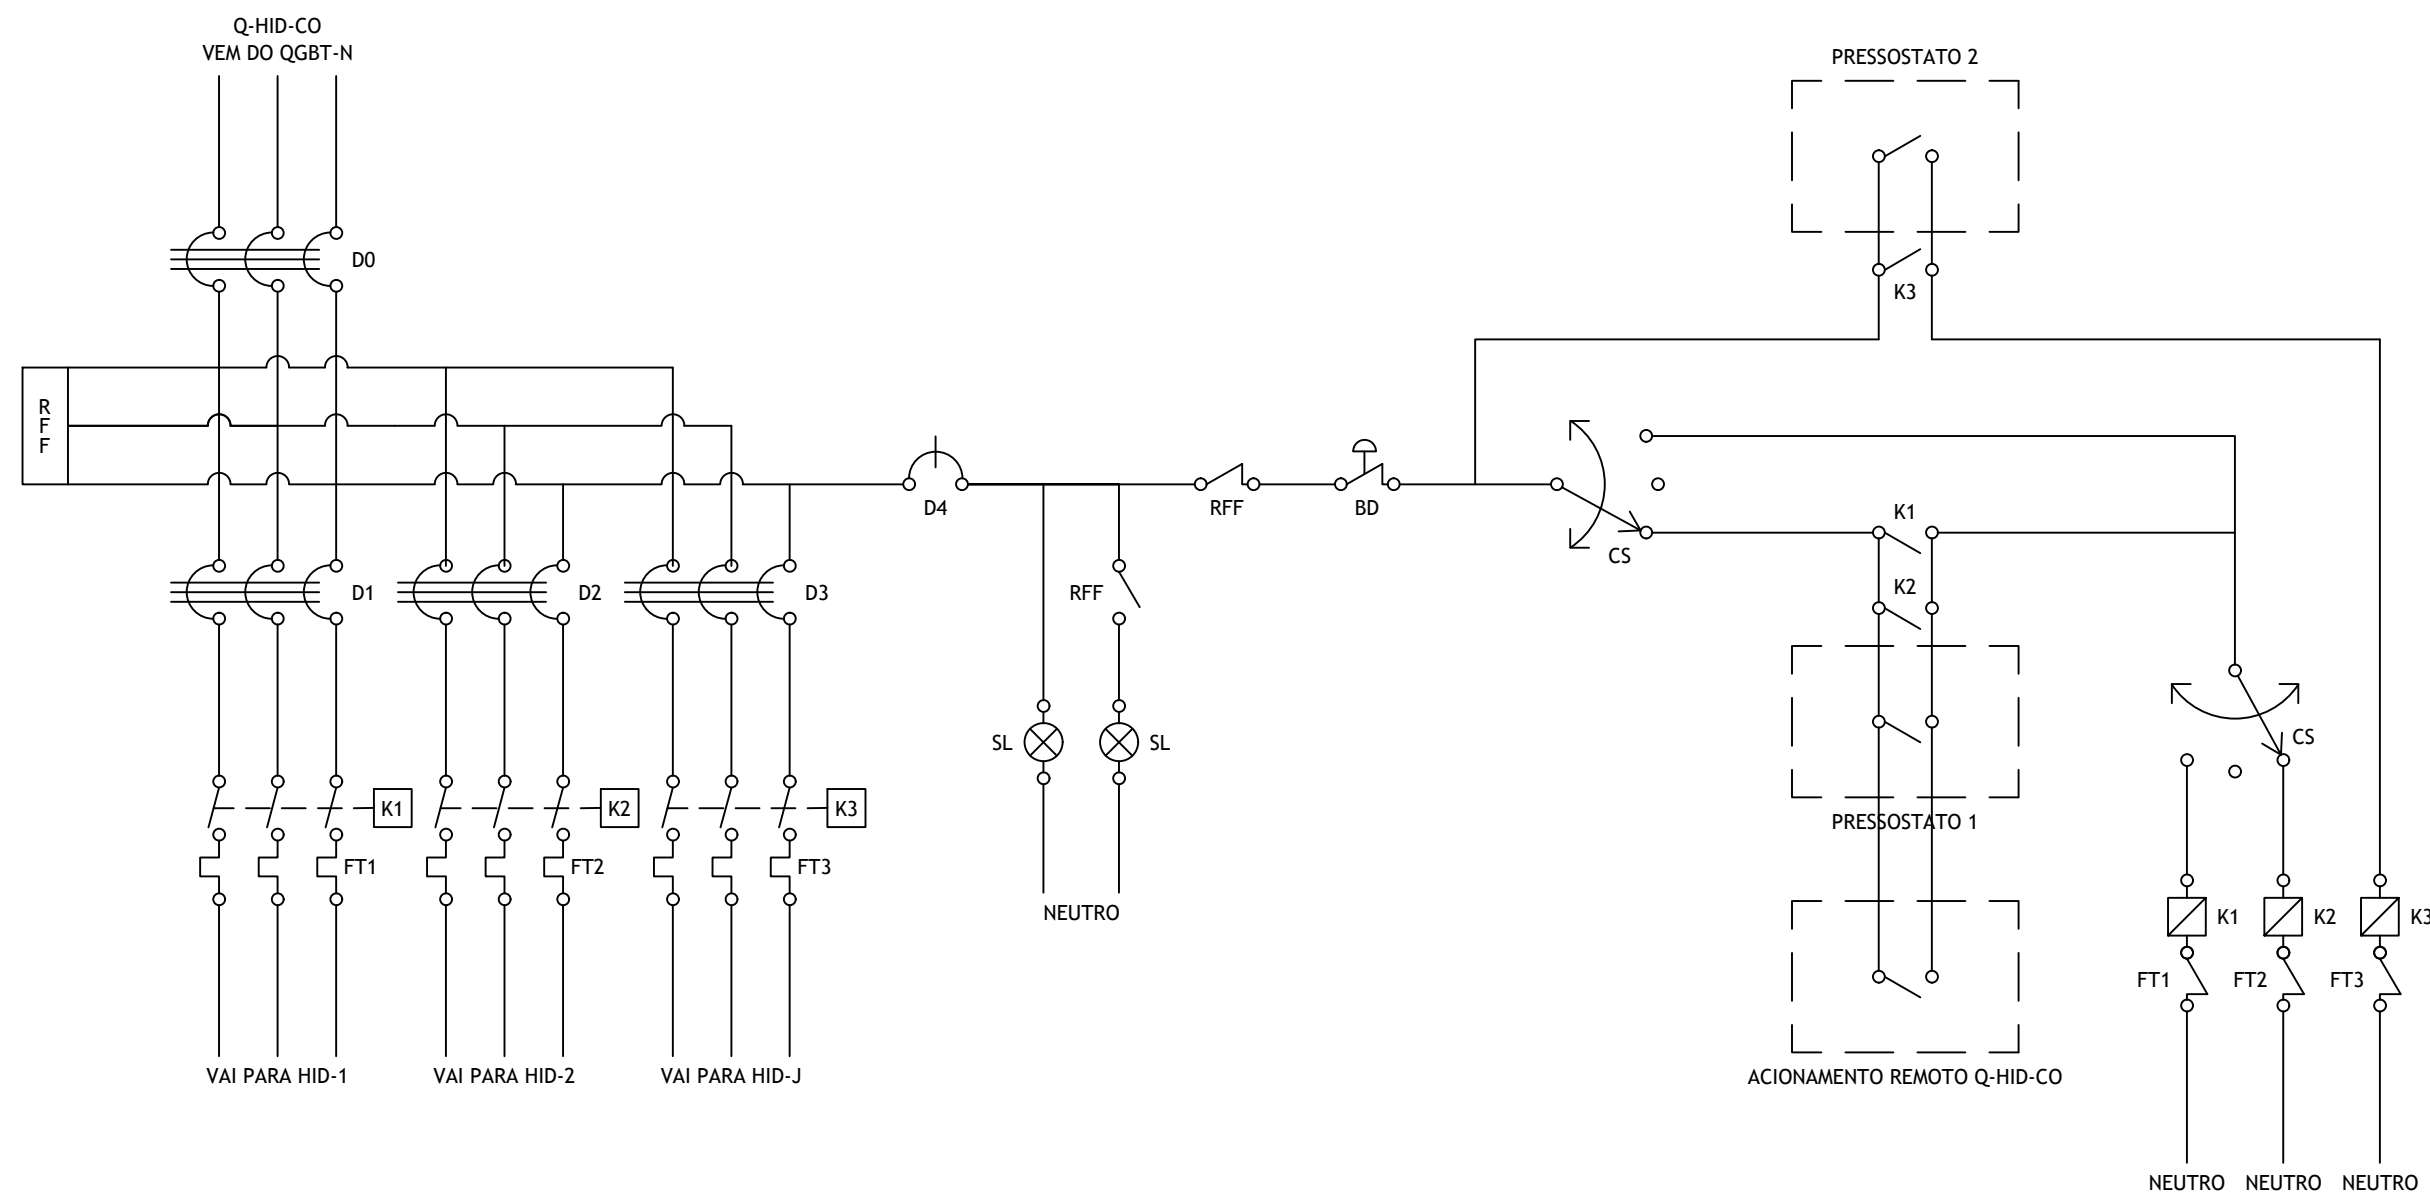 Q-HID-CO
VEM DO QGBT-N
PRESSOSTATO 2
D0
K3
R
F
F
D4
RFF
BD
CS
K1
K2
D1
D2
D3
RFF
SL
SL
CS
K1
K2
K3
PRESSOSTATO 1
FT1
FT2
FT3
NEUTRO
K1
K2
K3
FT1
FT2
FT3
VAI PARA HID-1
VAI PARA HID-2
VAI PARA HID-J
ACIONAMENTO REMOTO Q-HID-CO
NEUTRO
NEUTRO
NEUTRO